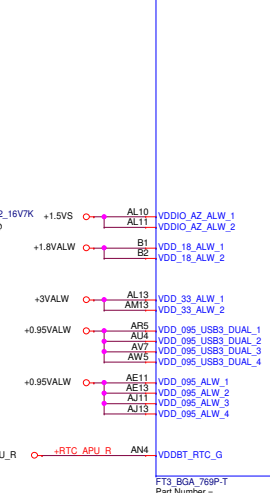 2_16V7K
+1.5VS AL10 VDDIO_AZ_ALW_1
AL11 VDDIO_AZ_ALW_2
+1.8VALW B1 VDD_18_ALW_1
B2 VDD_18_ALW_2
+3VALW AL13 VDD_33_ALW_1
AM13 VDD_33_ALW_2
+0.95VALW AR5 VDD_095_USB3_DUAL_1
AU4 VDD_095_USB3_DUAL_2
AV7 VDD_095_USB3_DUAL_3
AW5 VDD_095_USB3_DUAL_4
+0.95VALW AE11 VDD_095_ALW_1
AE13 VDD_095_ALW_2
AJ11 VDD_095_ALW_3
AJ13 VDD_095_ALW_4
U_R +RTC_APU_R AN4 VDDBT_RTC_G
FT3_BGA_769P-T
Part Number =